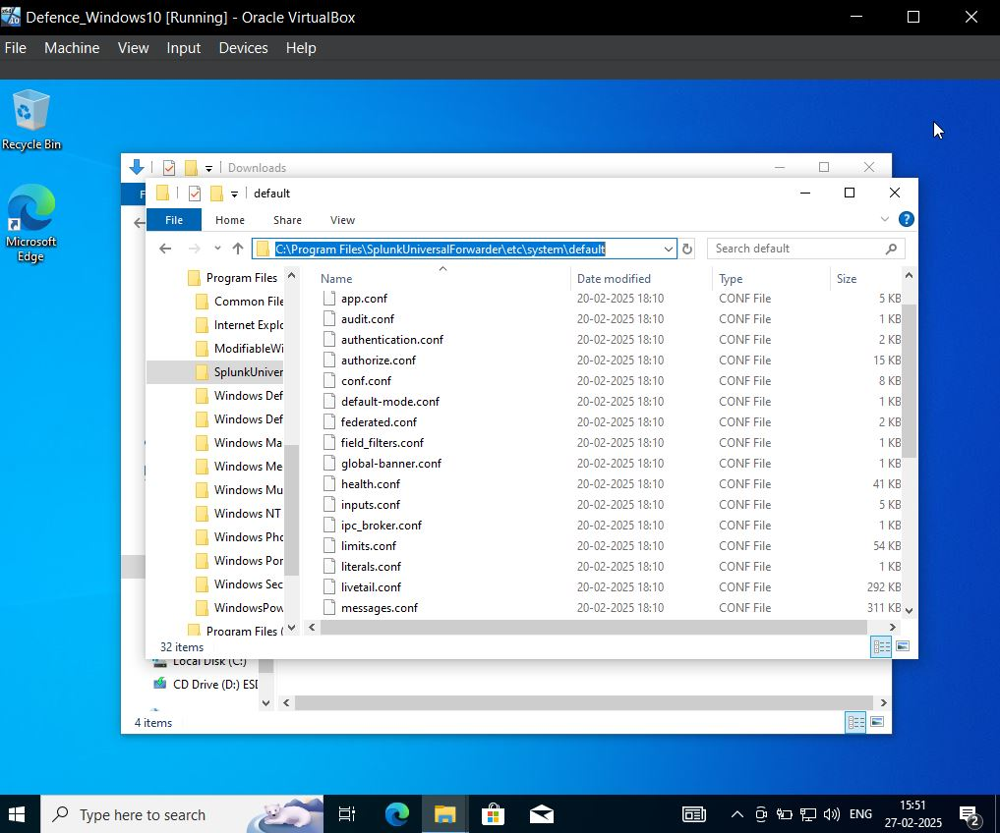 Defence_Windows10 [Running] - Oracle VirtualBox
File Machine View Input Devices Help
Recycle Bin
Microsoft
Edge
Downloads
F
default
File Home Share View
C:\Program Files\SplunkUniversalForwarder\etc\system\default
Search default
Name Date modified Type Size
Program Files
Common File
Internet Explo
ModifiableWi
SplunkUniver
Windows Def
Windows Def
Windows Ma
Windows Me
Windows Mu
Windows NT
Windows Pho
Windows Por
Windows Sec
WindowsPow
Program Files (
app.conf 20-02-2025 18:10 CONF File 5 KB
audit.conf 20-02-2025 18:10 CONF File 1 KB
authentication.conf 20-02-2025 18:10 CONF File 2 KB
authorize.conf 20-02-2025 18:10 CONF File 15 KB
conf.conf 20-02-2025 18:10 CONF File 8 KB
default-mode.conf 20-02-2025 18:10 CONF File 1 KB
federated.conf 20-02-2025 18:10 CONF File 2 KB
field_filters.conf 20-02-2025 18:10 CONF File 1 KB
global-banner.conf 20-02-2025 18:10 CONF File 1 KB
health.conf 20-02-2025 18:10 CONF File 41 KB
inputs.conf 20-02-2025 18:10 CONF File 5 KB
ipc_broker.conf 20-02-2025 18:10 CONF File 1 KB
limits.conf 20-02-2025 18:10 CONF File 54 KB
literals.conf 20-02-2025 18:10 CONF File 1 KB
livetail.conf 20-02-2025 18:10 CONF File 292 KB
messages.conf 20-02-2025 18:10 CONF File 311 KB
32 items
Local Disk (C:)
CD Drive (D:) ESD
4 items
Type here to search
ENG
15:51
27-02-2025
2